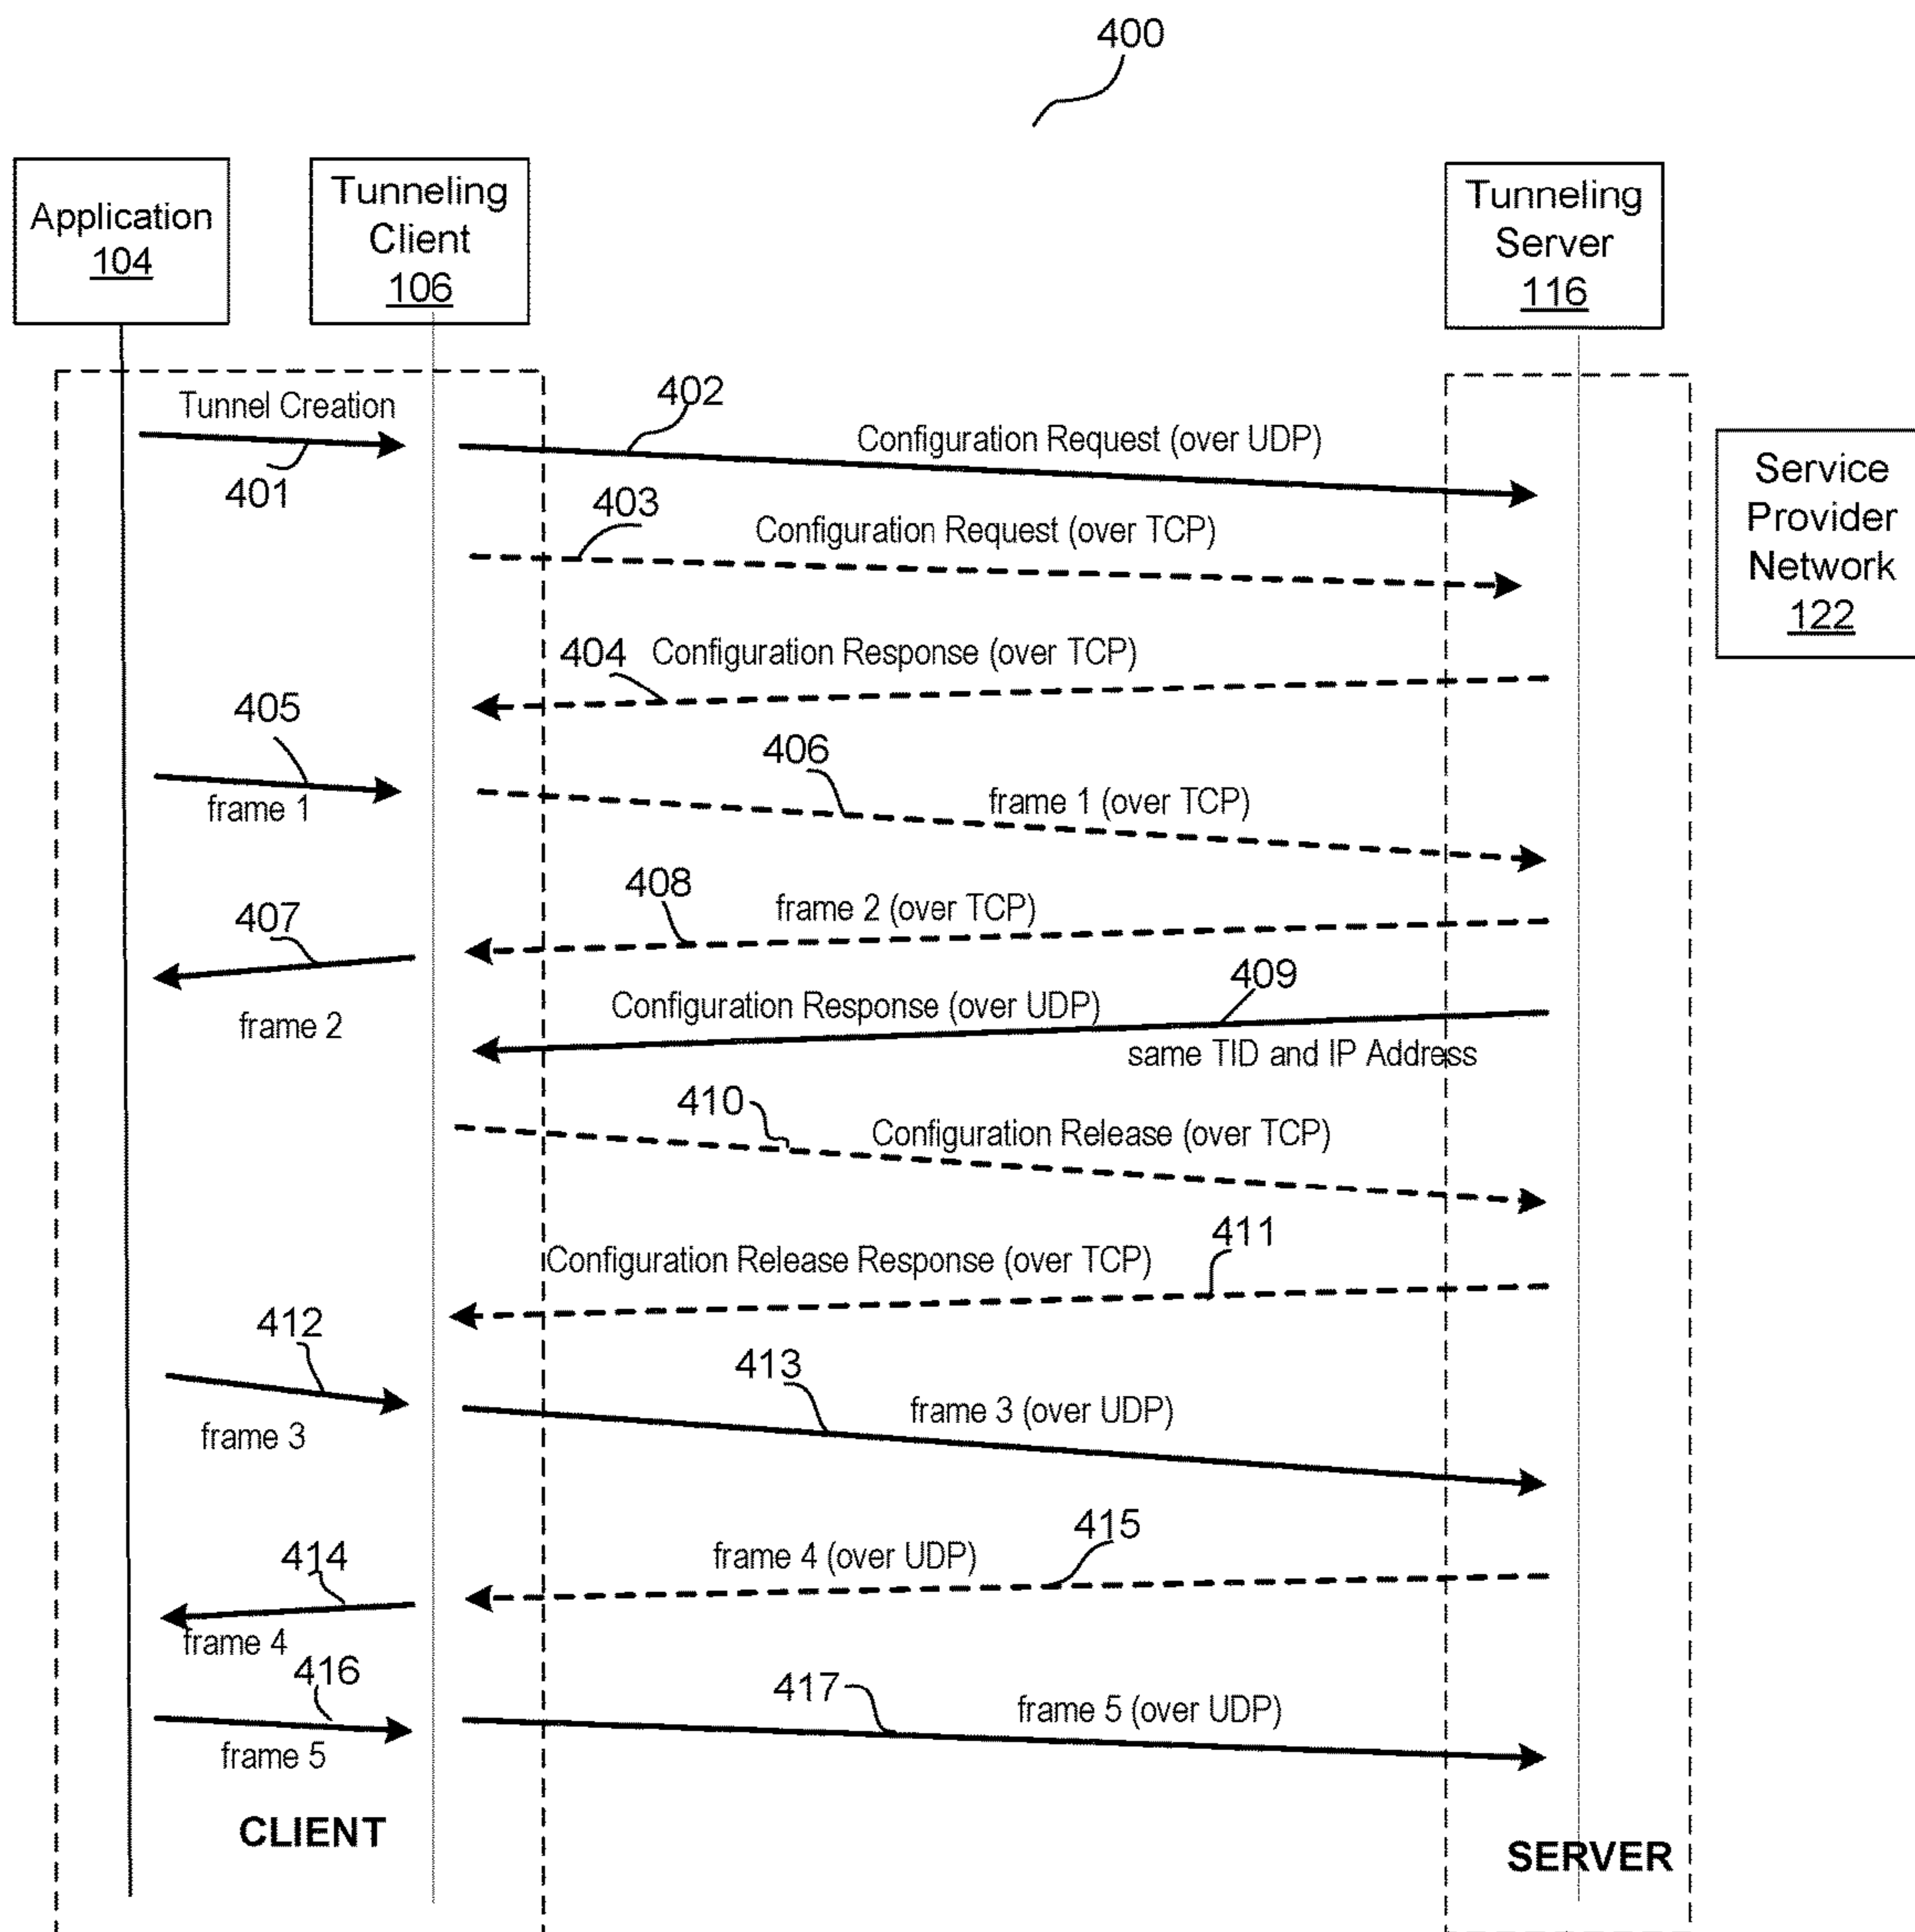 400
Application
104
Tunneling
Client
106
Tunneling
Server
116
Service
Provider
Network
122
Tunnel Creation
401
402
Configuration Request (over UDP)
403
Configuration Request (over TCP)
404
Configuration Response (over TCP)
405
frame 1
406
frame 1 (over TCP)
408
frame 2 (over TCP)
407
frame 2
409
Configuration Response (over UDP)
same TID and IP Address
410
Configuration Release (over TCP)
411
Configuration Release Response (over TCP)
412
frame 3
413
frame 3 (over UDP)
415
frame 4 (over UDP)
414
frame 4
416
frame 5
417
frame 5 (over UDP)
CLIENT
SERVER